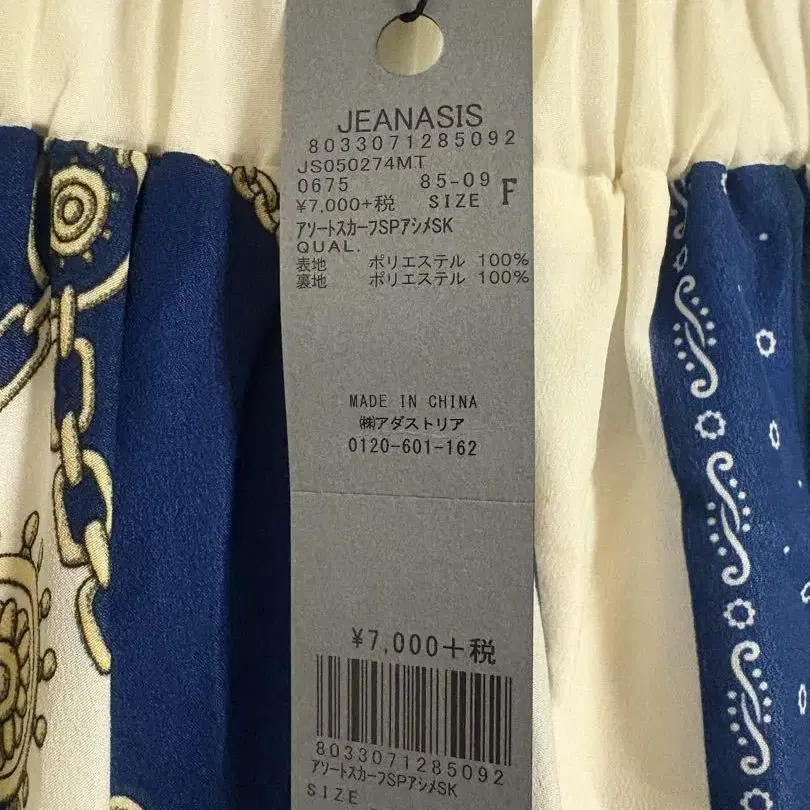 JEANASIS
8033071285092
JS050274MT
0675 85-09
¥7,000+税 SIZE F
ｱｿｰﾄｽｶｰﾌSPｱｼﾒSK
QUAL.
表地 ポリエステル 100%
裏地 ポリエステル 100%
MADE IN CHINA
㈱アダストリア
0120-601-162
¥7,000+税
8033071285092
ｱｿｰﾄｽｶｰﾌSPｱｼﾒSK
SIZE